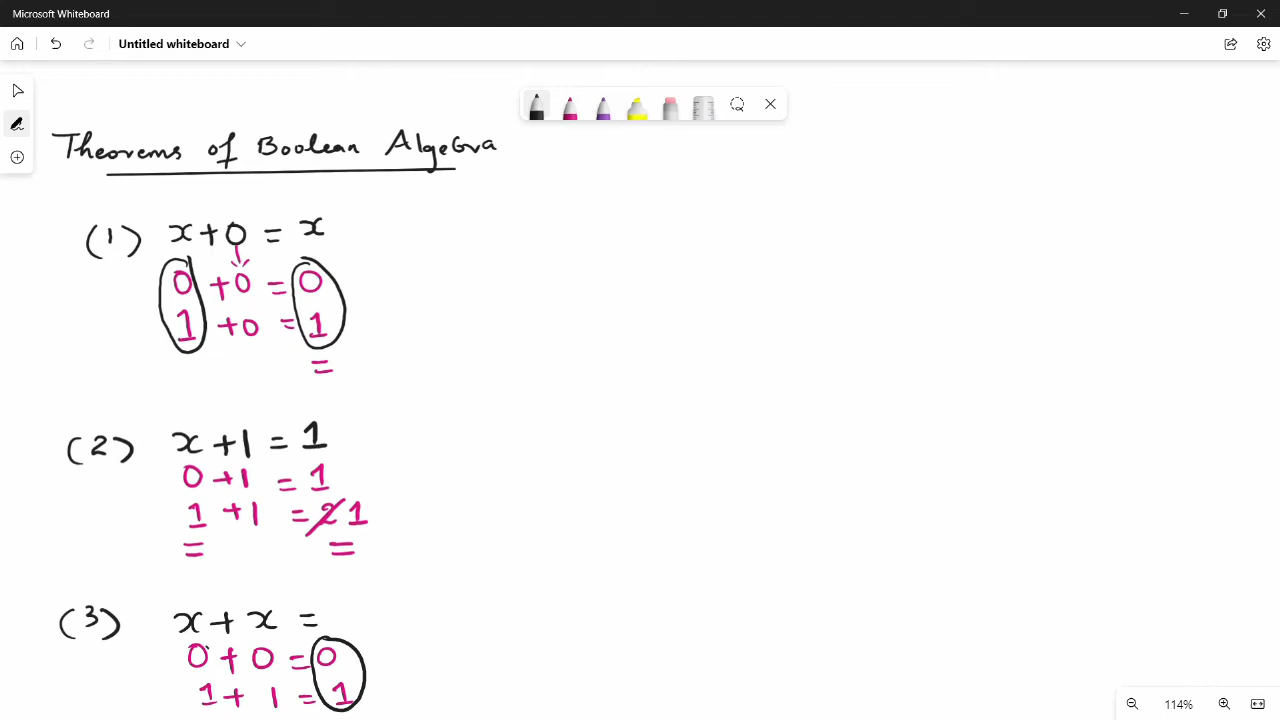 Microsoft Whiteboard
Untitled whiteboard
Theorems of Boolean Algebra
(1) x+0 = x
0 +0 = 0
1 +0 = 1
=
(2) x+1 = 1
0 +1 = 1
1 +1 = 2 1
= =
(3) x+x =
0 + 0 = 0
1 + 1 = 1
114%